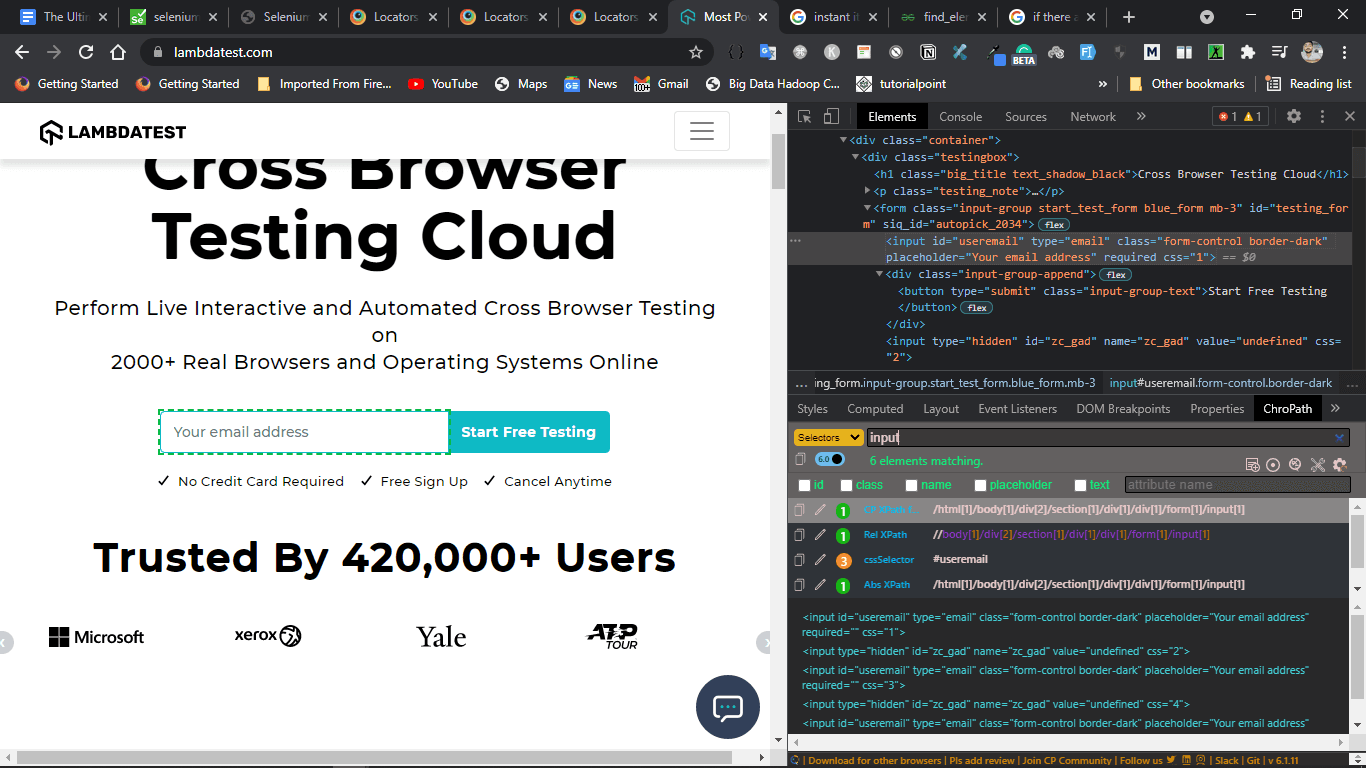 The Ultin
selenium
Selenium
Locators
Locators
Locators
Most Po
instant it
find_ele
if there a
lambdatest.com
BETA
Getting Started
Getting Started
Imported From Fire...
YouTube
Maps
News
Gmail
Big Data Hadoop C...
tutorialpoint
»
Other bookmarks
Reading list
LAMBDATEST
Cross Browser
Testing Cloud
Perform Live Interactive and Automated Cross Browser Testing
on
2000+ Real Browsers and Operating Systems Online
Your email address
Start Free Testing
✓ No Credit Card Required ✓ Free Sign Up ✓ Cancel Anytime
Trusted By 420,000+ Users
Microsoft
xerox
Yale
ATP TOUR
Elements Console Sources Network » 1 1
<div class="container">
<div class="testingbox">
<h1 class="big_title text_shadow_black">Cross Browser Testing Cloud</h1>
<p class="testing_note">…</p>
<form class="input-group start_test_form blue_form mb-3" id="testing_for
m" siq_id="autopick_2034"> flex
<input id="useremail" type="email" class="form-control border-dark"
placeholder="Your email address" required css="1"> == $0
<div class="input-group-append"> flex
<button type="submit" class="input-group-text">Start Free Testing
</button> flex
</div>
<input type="hidden" id="zc_gad" name="zc_gad" value="undefined" css=
"2">
... ing_form.input-group.start_test_form.blue_form.mb-3 input#useremail.form-control.border-dark ...
Styles Computed Layout Event Listeners DOM Breakpoints Properties ChroPath »
Selectors input
6.0 6 elements matching.
id class name placeholder text attribute name
1 /html[1]/body[1]/div[2]/section[1]/div[1]/div[1]/form[1]/input[1]
1 Rel XPath //body[1]/div[2]/section[1]/div[1]/div[1]/form[1]/input[1]
3 cssSelector #useremail
1 Abs XPath /html[1]/body[1]/div[2]/section[1]/div[1]/div[1]/form[1]/input[1]
<input id="useremail" type="email" class="form-control border-dark" placeholder="Your email address"
required="" css="1">
<input type="hidden" id="zc_gad" name="zc_gad" value="undefined" css="2">
<input id="useremail" type="email" class="form-control border-dark" placeholder="Your email address"
required="" css="3">
<input type="hidden" id="zc_gad" name="zc_gad" value="undefined" css="4">
<input id="useremail" type="email" class="form-control border-dark" placeholder="Your email address"
| Download for other browsers | Pls add review | Join CP Community | Follow us | Slack | Git | v 6.1.11